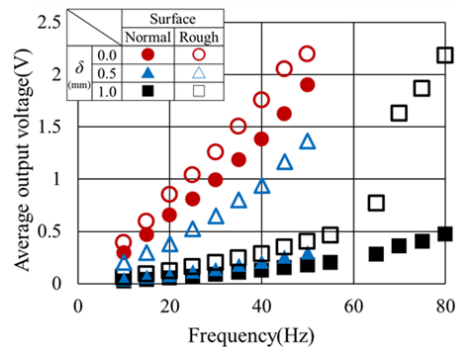 2.5
2
1.5
1
0.5
0
0
20
40
60
80
Average output voltage(V)
Frequency(Hz)
Surface
δ
(mm)
Normal
Rough
0.0
0.5
1.0